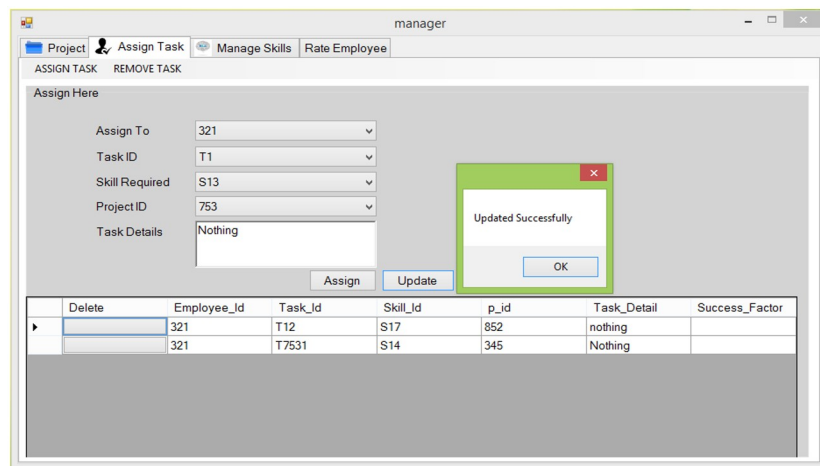 manager
Project Assign Task Manage Skills Rate Employee
ASSIGN TASK REMOVE TASK
Assign Here
Assign To 321
Task ID T1
Skill Required S13
Project ID 753
Task Details Nothing
Updated Successfully
OK
Assign Update
Delete Employee_Id Task_Id Skill_Id p_id Task_Detail Success_Factor
321 T12 S17 852 nothing
321 T7531 S14 345 Nothing